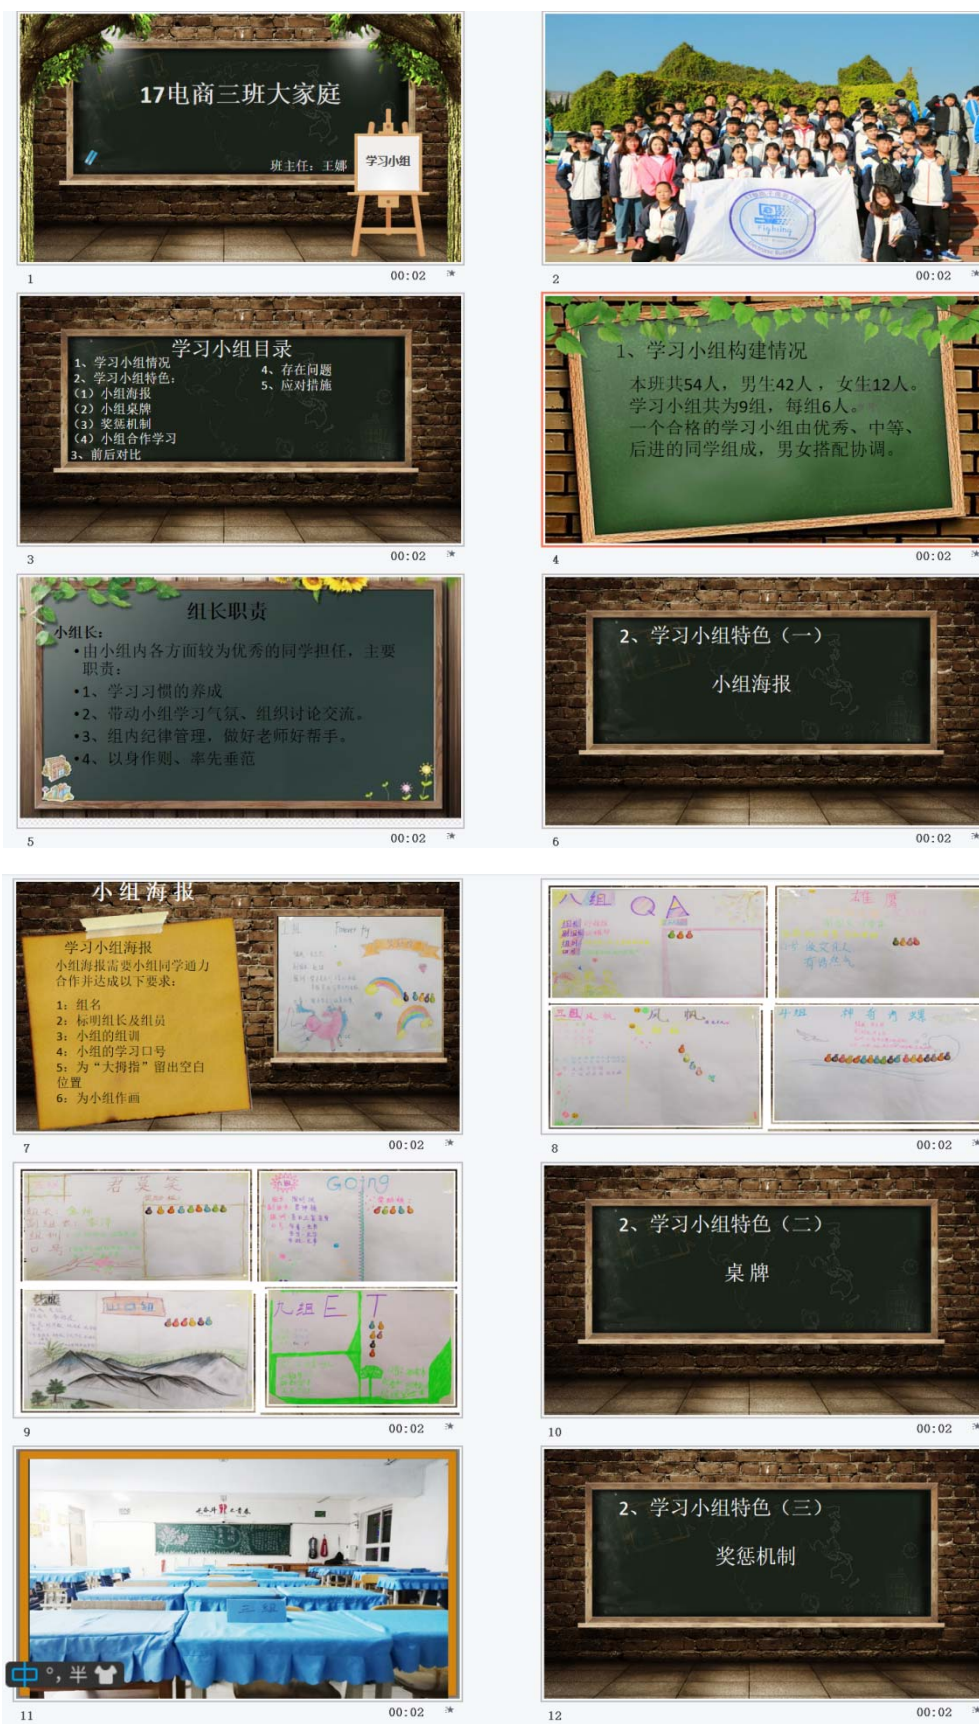 17电商三班大家庭
班主任：王娜
学习小组
1
00:02
Fighting
2
00:02
学习小组目录
1、学习小组情况
2、学习小组特色：
（1）小组海报
（2）小组桌牌
（3）奖惩机制
（4）小组合作学习
3、前后对比
4、存在问题
5、应对措施
3
00:02
1、学习小组构建情况
本班共54人，男生42人，女生12人。
学习小组共为9组，每组6人。
一个合格的学习小组由优秀、中等、
后进的同学组成，男女搭配协调。
4
00:02
组长职责
小组长：
•由小组内各方面较为优秀的同学担任，主要
职责：
•1、学习习惯的养成
•2、带动小组学习气氛、组织讨论交流。
•3、组内纪律管理，做好老师好帮手。
•4、以身作则、率先垂范
5
00:02
2、学习小组特色（一）
小组海报
6
00:02
小组海报
学习小组海报
小组海报需要小组同学通力
合作并达成以下要求：
1：组名
2：标明组长及组员
3：小组的组训
4：小组的学习口号
5：为“大拇指”留出空白
位置
6：为小组作画
7
00:02
八组 Q A
雄鹰
8
00:02
君莫笑
Going
九组 E T
9
00:02
2、学习小组特色（二）
桌牌
10
00:02
三组
中 °, 半
11
00:02
2、学习小组特色（三）
奖惩机制
12
00:02